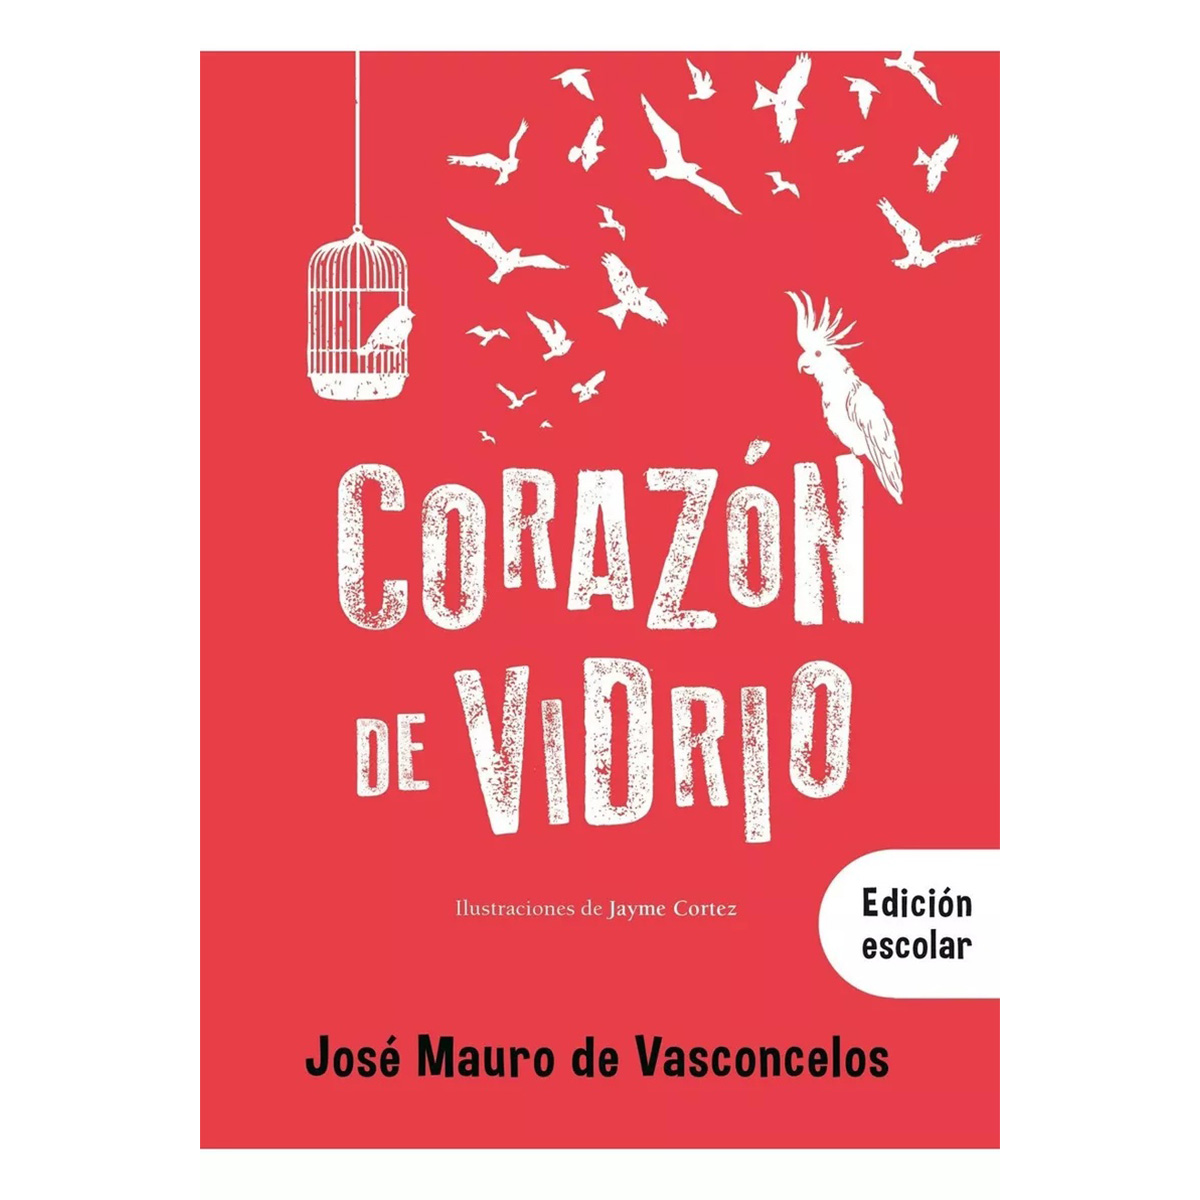 CORAZÓN
DE VIDRIO
Ilustraciones de Jayme Cortez
Edición
escolar
José Mauro de Vasconcelos